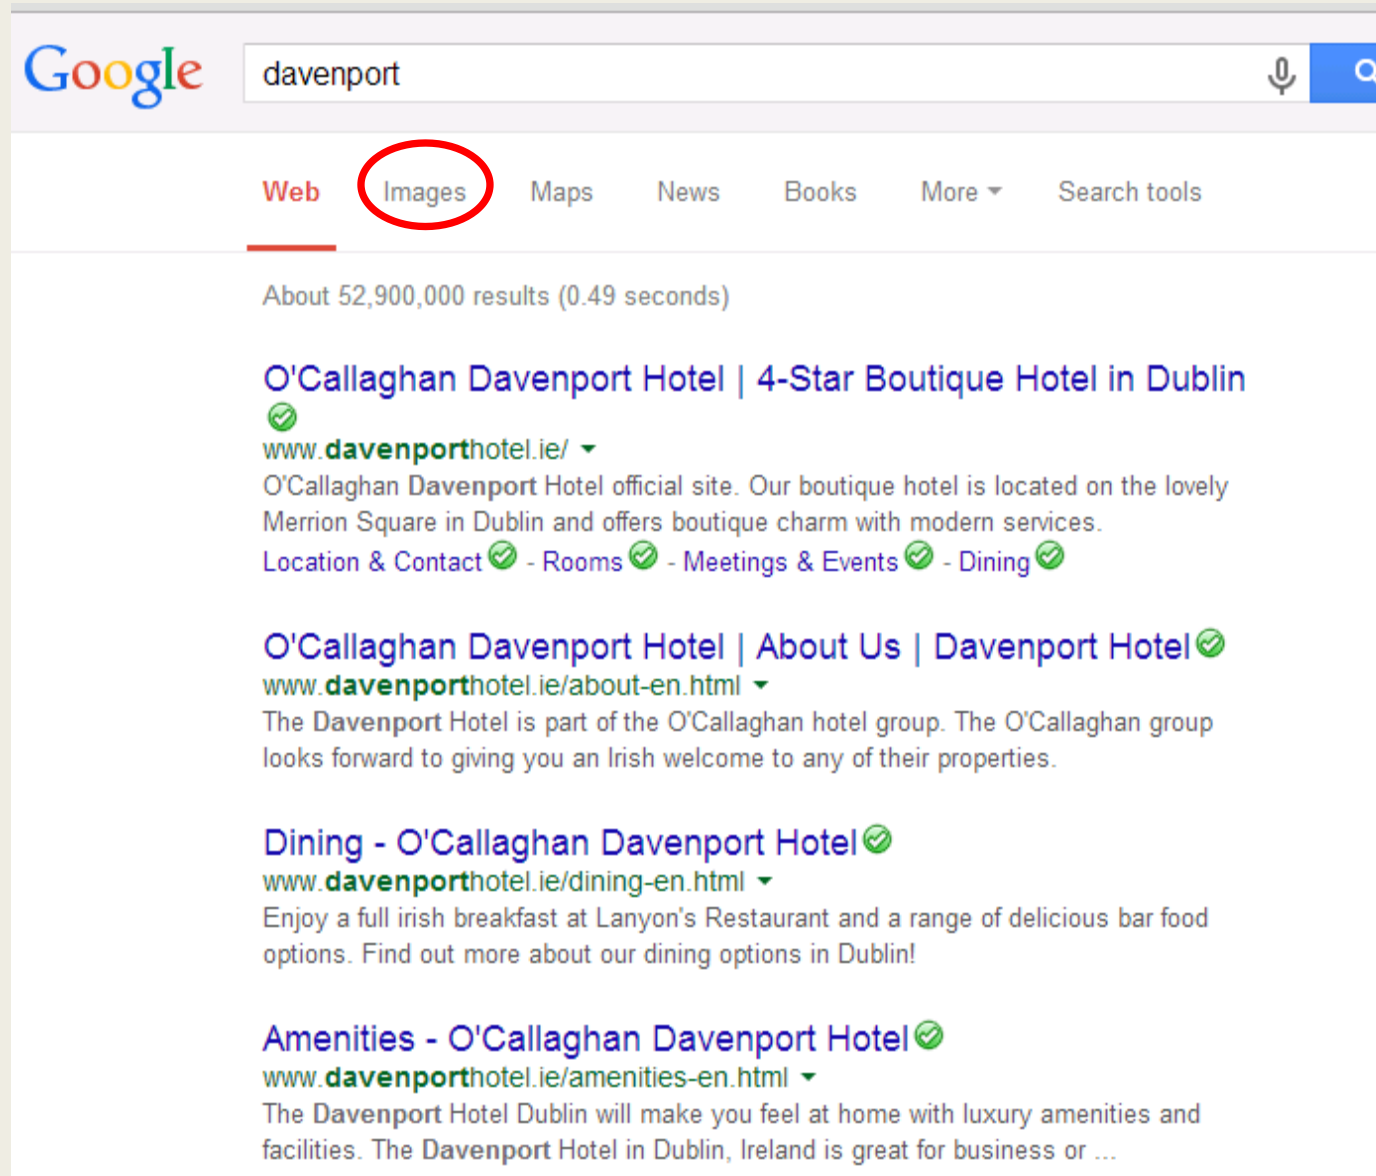 Google davenport
Web Images Maps News Books More Search tools
About 52,900,000 results (0.49 seconds)
O'Callaghan Davenport Hotel | 4-Star Boutique Hotel in Dublin
www.davenporthotel.ie/
O'Callaghan Davenport Hotel official site. Our boutique hotel is located on the lovely
Merrion Square in Dublin and offers boutique charm with modern services.
Location & Contact - Rooms - Meetings & Events - Dining
O'Callaghan Davenport Hotel | About Us | Davenport Hotel
www.davenporthotel.ie/about-en.html
The Davenport Hotel is part of the O'Callaghan hotel group. The O'Callaghan group
looks forward to giving you an Irish welcome to any of their properties.
Dining - O'Callaghan Davenport Hotel
www.davenporthotel.ie/dining-en.html
Enjoy a full irish breakfast at Lanyon's Restaurant and a range of delicious bar food
options. Find out more about our dining options in Dublin!
Amenities - O'Callaghan Davenport Hotel
www.davenporthotel.ie/amenities-en.html
The Davenport Hotel Dublin will make you feel at home with luxury amenities and
facilities. The Davenport Hotel in Dublin, Ireland is great for business or ...